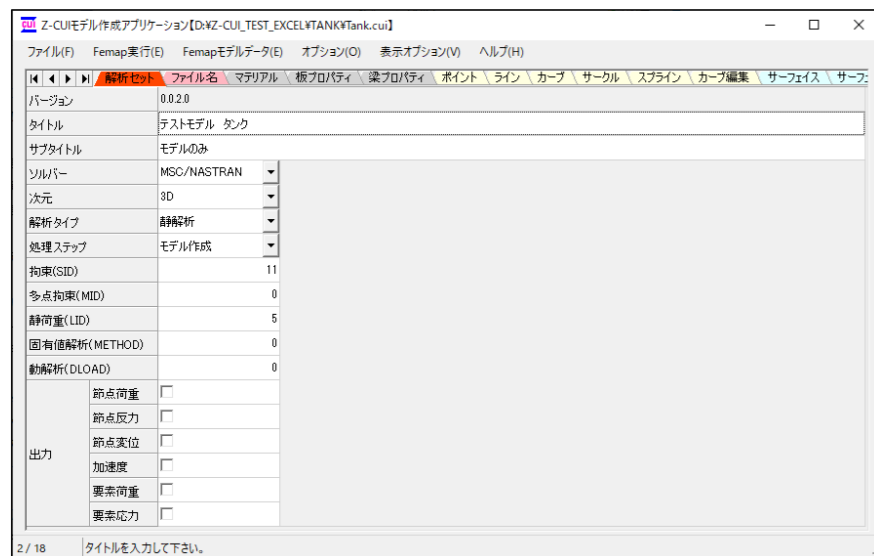 cui Z-CUIモデル作成アプリケーション【D:¥Z-CUI_TEST_EXCEL¥TANK¥Tank.cui】
ファイル(F) Femap実行(E) Femapモデルデータ(E) オプション(O) 表示オプション(V) ヘルプ(H)
解析セット ファイル名 マテリアル 板プロパティ 梁プロパティ ポイント ライン カーブ サークル スプライン カーブ編集 サーフェイス サーフェ
バージョン 0.0.2.0
タイトル テストモデル タンク
サブタイトル モデルのみ
ソルバー MSC/NASTRAN
次元 3D
解析タイプ 静解析
処理ステップ モデル作成
拘束(SID) 11
多点拘束(MID) 0
静荷重(LID) 5
固有値解析(METHOD) 0
動解析(DLOAD) 0
出力
節点荷重
節点反力
節点変位
加速度
要素荷重
要素応力
2 / 18 タイトルを入力して下さい。